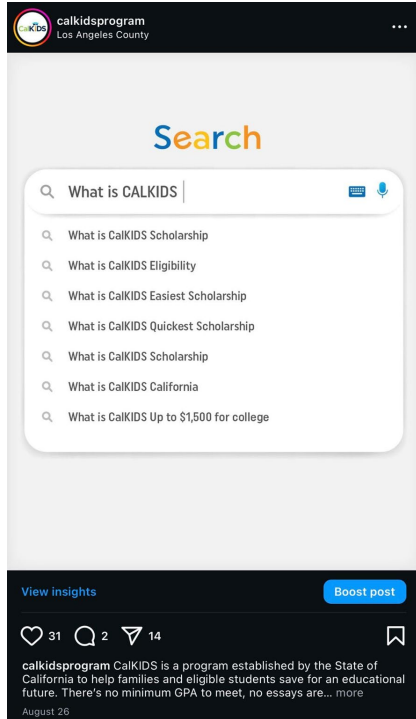 CalKIDS
calkidsprogram
Los Angeles County
Search
What is CALKIDS
What is CalKIDS Scholarship
What is CalKIDS Eligibility
What is CalKIDS Easiest Scholarship
What is CalKIDS Quickest Scholarship
What is CalKIDS Scholarship
What is CalKIDS California
What is CalKIDS Up to $1,500 for college
View insights
Boost post
31 2 14
calkidsprogram CalKIDS is a program established by the State of
California to help families and eligible students save for an educational
future. There's no minimum GPA to meet, no essays are... more
August 26